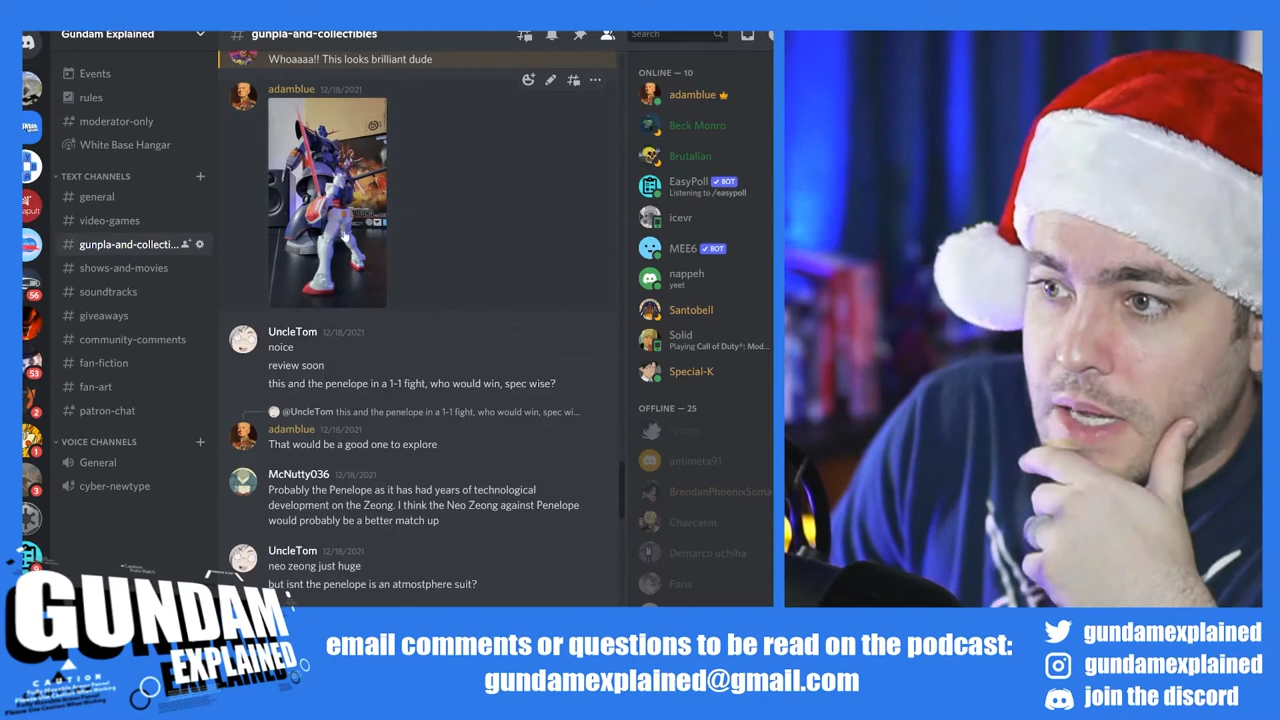 Gundam Explained
Events
rules
moderator-only
White Base Hangar
TEXT CHANNELS
general
video-games
gunpla-and-collecti...
shows-and-movies
soundtracks
giveaways
community-comments
fan-fiction
fan-art
patron-chat
VOICE CHANNELS
General
cyber-newtype
56
53
2
1
3
gunpla-and-collectibles
Whoaaaa!! This looks brilliant dude
adamblue 12/18/2021
UncleTom 12/18/2021
noice
review soon
this and the penelope in a 1-1 fight, who would win, spec wise?
@UncleTom this and the penelope in a 1-1 fight, who would win, spec wi...
adamblue 12/18/2021
That would be a good one to explore
McNutty036 12/18/2021
Probably the Penelope as it has had years of technological
development on the Zeong. I think the Neo Zeong against Penelope
would probably be a better match up
UncleTom 12/18/2021
neo zeong just huge
but isnt the penelope is an atmostphere suit?
Search
ONLINE — 10
adamblue
Beck Monro
Brutalian
EasyPoll BOT
Listening to /easypoll
icevr
MEE6 BOT
nappeh
yeet
Santobell
Solid
Playing Call of Duty®: Mod...
Special-K
OFFLINE — 25
antimeta91
BrendanPhoenixSoma
Charcasm
Demarco uchiha
Faris
GUNDAM
EXPLAINED
CAUTION
email comments or questions to be read on the podcast:
gundamexplained@gmail.com
gundamexplained
gundamexplained
join the discord